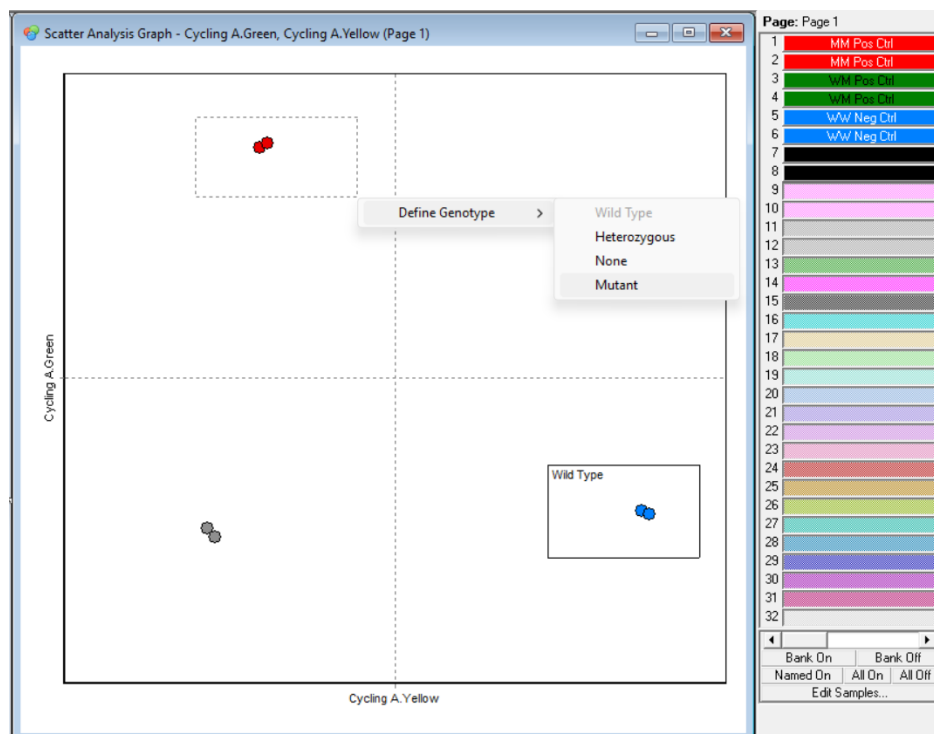 Scatter Analysis Graph - Cycling A.Green, Cycling A.Yellow (Page 1)
Define Genotype
Wild Type
Heterozygous
None
Mutant
Cycling A.Green
Wild Type
Cycling A.Yellow
Page: Page 1
1 MM Pos Ctrl
2 MM Pos Ctrl
3 WM Pos Ctrl
4 WM Pos Ctrl
5 WW Neg Ctrl
6 WW Neg Ctrl
7
8
9
10
11
12
13
14
15
16
17
18
19
20
21
22
23
24
25
26
27
28
29
30
31
32
Bank On Bank Off
Named On All On All Off
Edit Samples...